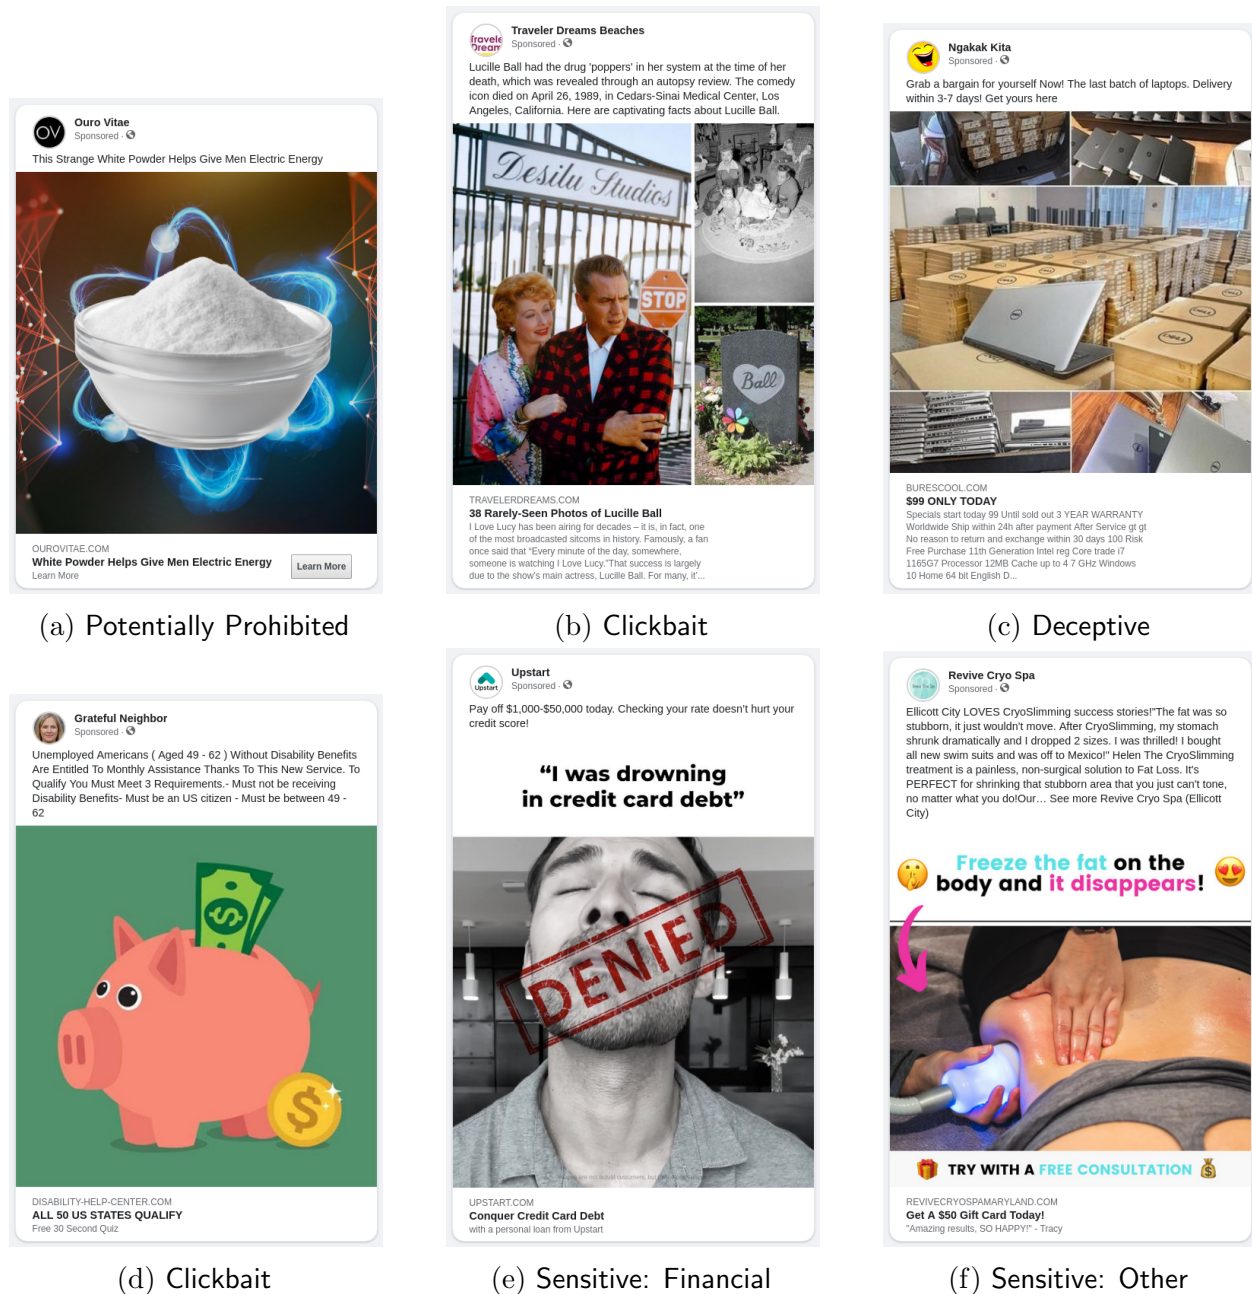 Ouro Vitae
Sponsored ·
This Strange White Powder Helps Give Men Electric Energy
OUROVITAE.COM
White Powder Helps Give Men Electric Energy
Learn More
Learn More
(a) Potentially Prohibited
Traveler Dreams Beaches
Sponsored ·
Lucille Ball had the drug 'poppers' in her system at the time of her
death, which was revealed through an autopsy review. The comedy
icon died on April 26, 1989, in Cedars-Sinai Medical Center, Los
Angeles, California. Here are captivating facts about Lucille Ball.
Desilu Studios
STOP
Ball
TRAVELERDREAMS.COM
38 Rarely-Seen Photos of Lucille Ball
I Love Lucy has been airing for decades – it is, in fact, one
of the most broadcasted sitcoms in history. Famously, a fan
once said that “Every minute of the day, somewhere,
someone is watching I Love Lucy.”That success is largely
due to the show's main actress, Lucille Ball. For many, it'...
(b) Clickbait
Ngakak Kita
Sponsored ·
Grab a bargain for yourself Now! The last batch of laptops. Delivery
within 3-7 days! Get yours here
DELL
BURESCOOL.COM
$99 ONLY TODAY
Specials start today 99 Until sold out 3 YEAR WARRANTY
Worldwide Ship within 24h after payment After Service gt gt
No reason to return and exchange within 30 days 100 Risk
Free Purchase 11th Generation Intel reg Core trade i7
1165G7 Processor 12MB Cache up to 4 7 GHz Windows
10 Home 64 bit English D...
(c) Deceptive
Grateful Neighbor
Sponsored ·
Unemployed Americans ( Aged 49 - 62 ) Without Disability Benefits
Are Entitled To Monthly Assistance Thanks To This New Service. To
Qualify You Must Meet 3 Requirements.- Must not be receiving
Disability Benefits- Must be an US citizen - Must be between 49 -
62
DISABILITY-HELP-CENTER.COM
ALL 50 US STATES QUALIFY
Free 30 Second Quiz
(d) Clickbait
Upstart
Upstart
Sponsored ·
Pay off $1,000-$50,000 today. Checking your rate doesn't hurt your
credit score!
“I was drowning
in credit card debt”
DENIED
UPSTART.COM
Conquer Credit Card Debt
with a personal loan from Upstart
(e) Sensitive: Financial
Revive Cryo Spa
Sponsored ·
Ellicott City LOVES CryoSlimming success stories!"The fat was so
stubborn, it just wouldn't move. After CryoSlimming, my stomach
shrunk dramatically and I dropped 2 sizes. I was thrilled! I bought
all new swim suits and was off to Mexico!" Helen The CryoSlimming
treatment is a painless, non-surgical solution to Fat Loss. It's
PERFECT for shrinking that stubborn area that you just can't tone,
no matter what you do!Our… See more Revive Cryo Spa (Ellicott
City)
Freeze the fat on the
body and it disappears!
TRY WITH A FREE CONSULTATION
REVIVECRYOSPAMARYLAND.COM
Get A $50 Gift Card Today!
"Amazing results, SO HAPPY!" - Tracy
(f) Sensitive: Other